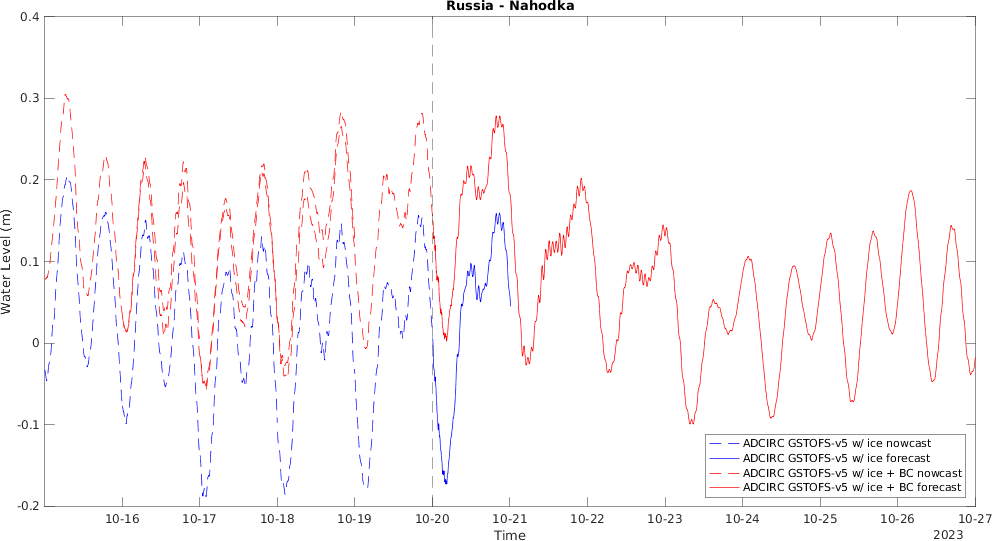 Russia - Nahodka
0.4
0.3
0.2
0.1
0
-0.1
-0.2
Water Level (m)
10-16 10-17 10-18 10-19 10-20 10-21 10-22 10-23 10-24 10-25 10-26 10-27
Time
2023
ADCIRC GSTOFS-v5 w/ ice nowcast
ADCIRC GSTOFS-v5 w/ ice forecast
ADCIRC GSTOFS-v5 w/ ice + BC nowcast
ADCIRC GSTOFS-v5 w/ ice + BC forecast